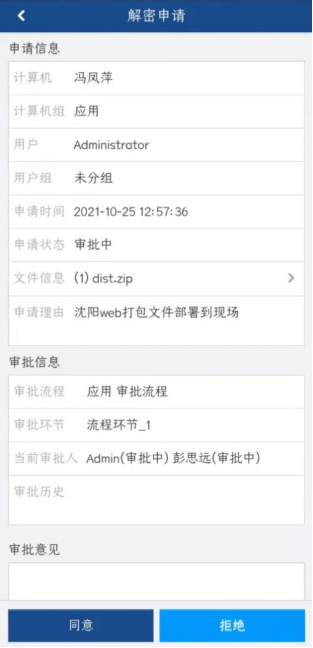 解密申请
申请信息
计算机 冯凤萍
计算机组 应用
用户 Administrator
用户组 未分组
申请时间 2021-10-25 12:57:36
申请状态 审批中
文件信息 (1) dist.zip
申请理由 沈阳web打包文件部署到现场
审批信息
审批流程 应用 审批流程
审批环节 流程环节_1
当前审批人 Admin(审批中) 彭思远(审批中)
审批历史
审批意见
同意 拒绝